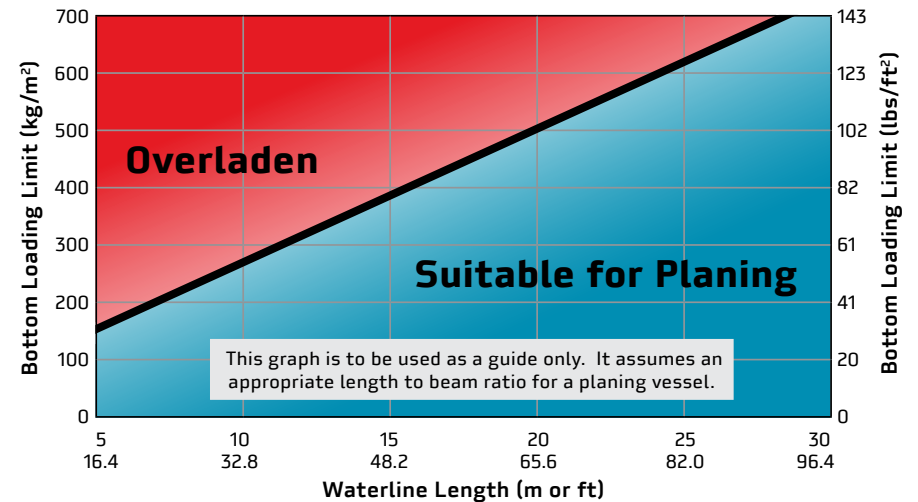 Bottom Loading Limit (kg/m²)
700
600
500
400
300
200
100
0
Overladen
Suitable for Planing
This graph is to be used as a guide only. It assumes an
appropriate length to beam ratio for a planing vessel.
143
123
102
82
61
41
20
0
Bottom Loading Limit (lbs/ft²)
5 10 15 20 25 30
16.4 32.8 48.2 65.6 82.0 96.4
Waterline Length (m or ft)